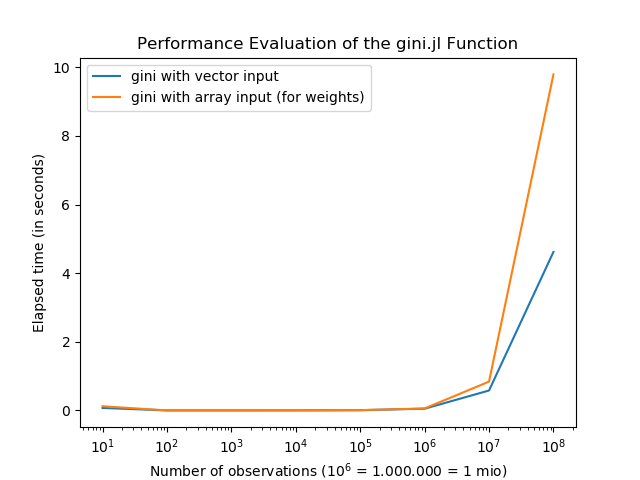 Performance Evaluation of the gini.jl Function
gini with vector input
gini with array input (for weights)
Elapsed time (in seconds)
10
8
6
4
2
0
10¹ 10² 10³ 10⁴ 10⁵ 10⁶ 10⁷ 10⁸
Number of observations (10⁶ = 1.000.000 = 1 mio)